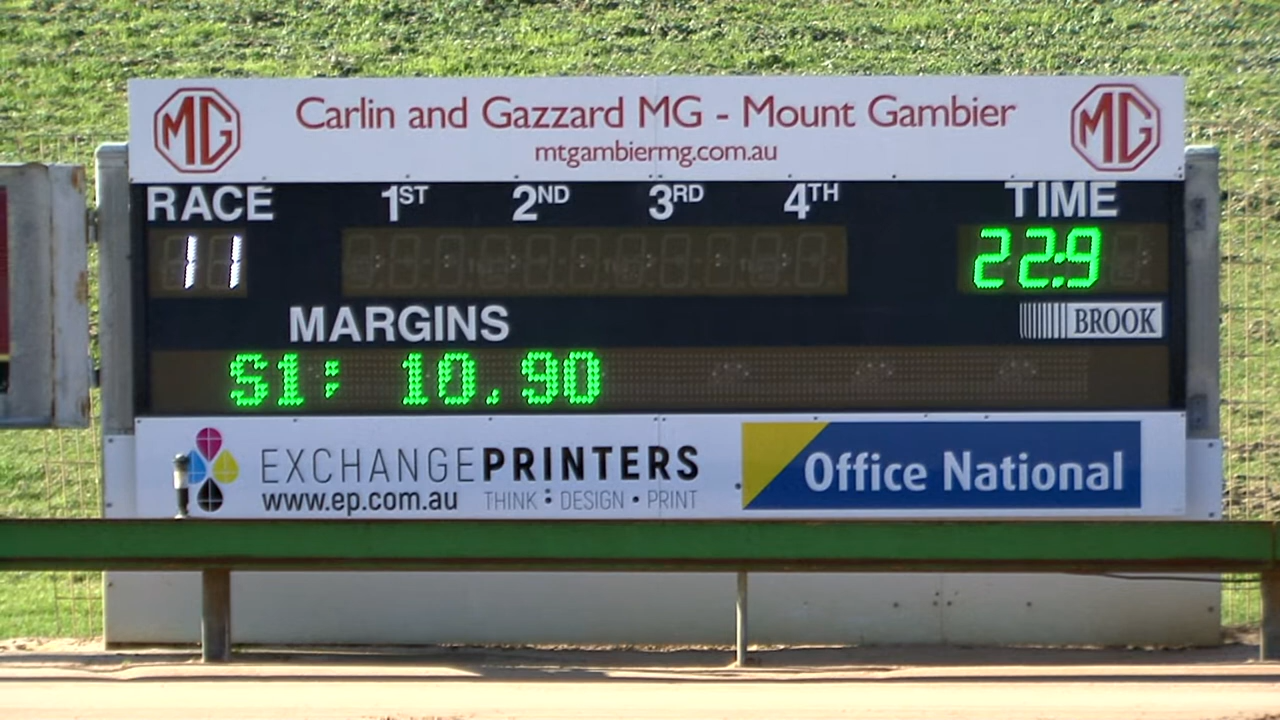 MG Carlin and Gazzard MG - Mount Gambier MG
mtgambiermg.com.au
RACE 1ST 2ND 3RD 4TH TIME
11 22:9
MARGINS BROOK
S1: 10.90
EXCHANGEPRINTERS Office National
www.ep.com.au THINK • DESIGN • PRINT